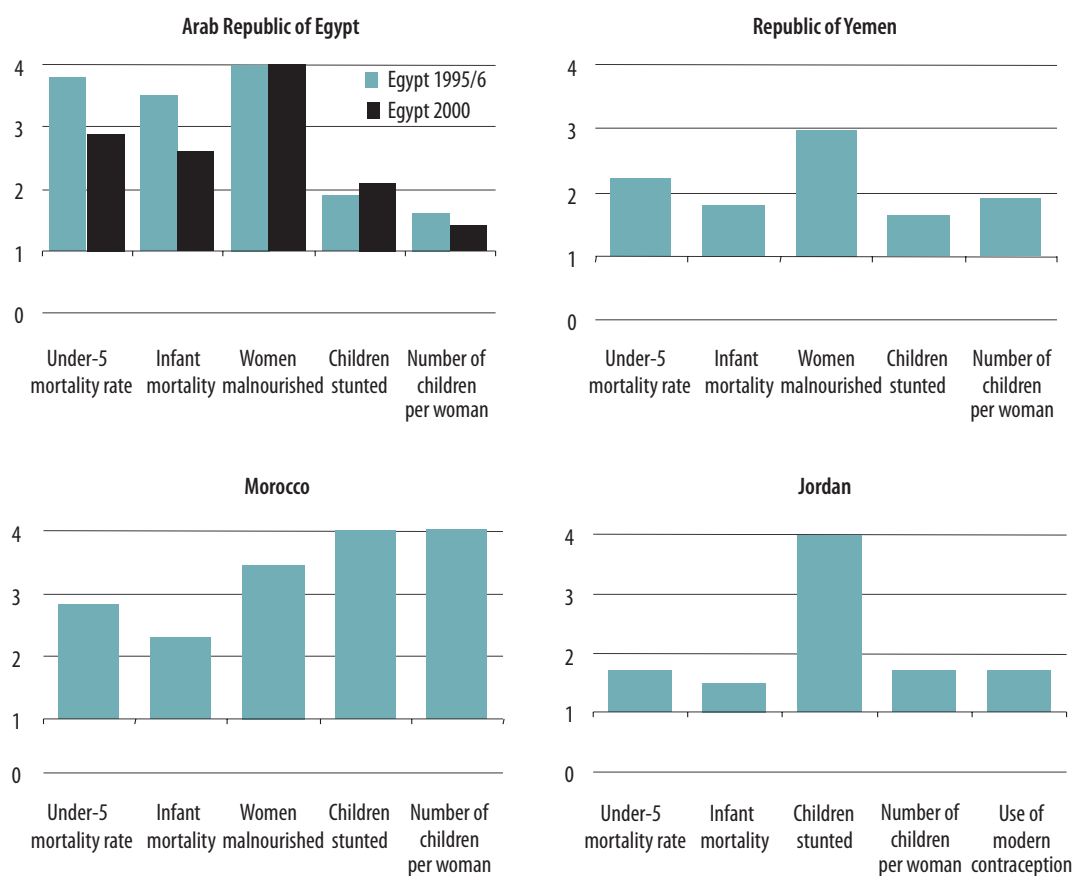 Arab Republic of Egypt
4
3
2
1
0
Egypt 1995/6
Egypt 2000
Under-5
mortality rate
Infant
mortality
Women
malnourished
Children
stunted
Number of
children
per woman
Republic of Yemen
4
3
2
1
0
Under-5
mortality rate
Infant
mortality
Women
malnourished
Children
stunted
Number of
children
per woman
Morocco
4
3
2
1
0
Under-5
mortality rate
Infant
mortality
Women
malnourished
Children
stunted
Number of
children
per woman
Jordan
4
3
2
1
0
Under-5
mortality rate
Infant
mortality
Children
stunted
Number of
children
per woman
Use of
modern
contraception